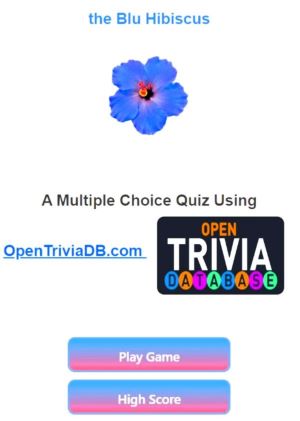 the Blu Hibiscus
A Multiple Choice Quiz Using
OpenTriviaDB.com
OPEN
TRIVIA
DATABASE
Play Game
High Score